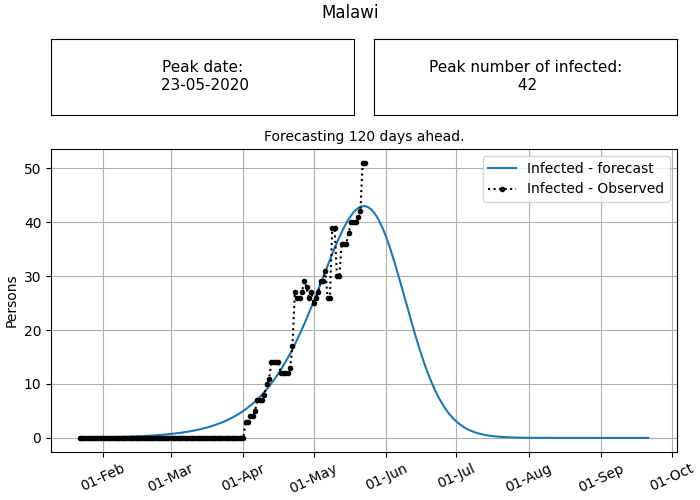 Malawi
Peak date:
23-05-2020
Peak number of infected:
42
Forecasting 120 days ahead.
Infected - forecast
Infected - Observed
Persons
50
40
30
20
10
0
01-Feb
01-Mar
01-Apr
01-May
01-Jun
01-Jul
01-Aug
01-Sep
01-Oct